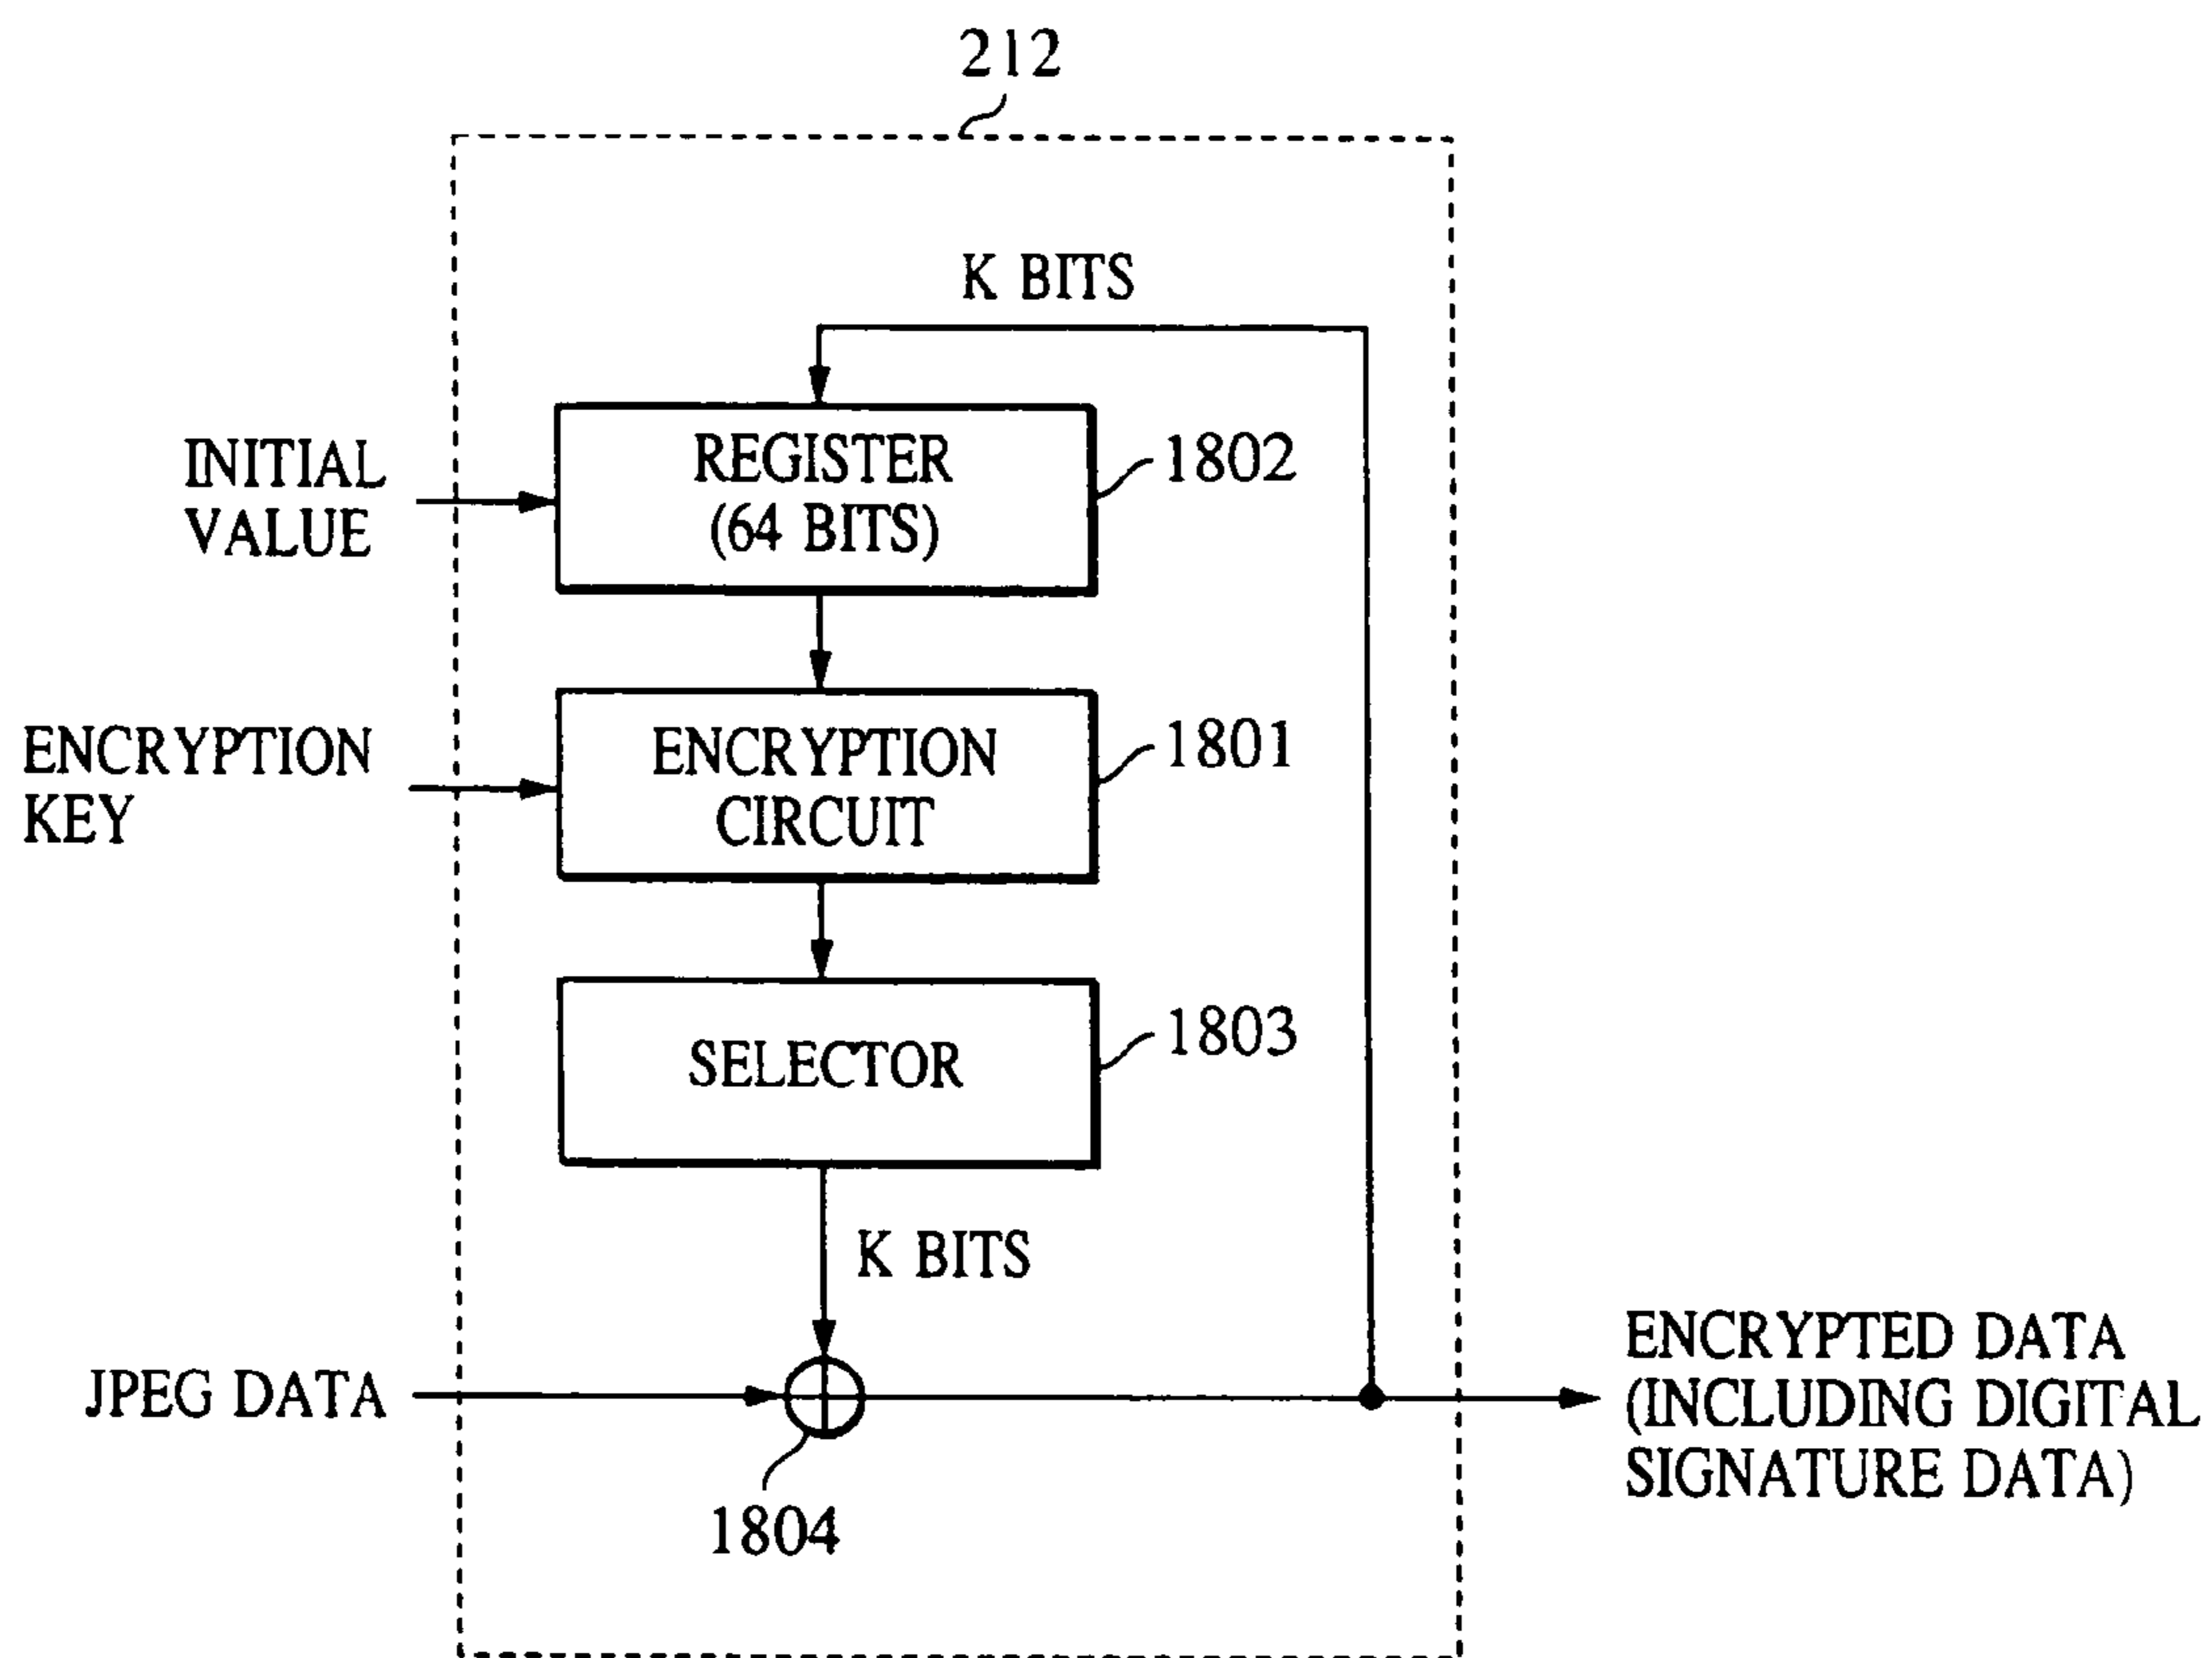 212
K BITS
INITIAL
VALUE
REGISTER
(64 BITS)
1802
ENCRYPTION
KEY
ENCRYPTION
CIRCUIT
1801
SELECTOR
1803
K BITS
JPEG DATA
1804
ENCRYPTED DATA
(INCLUDING DIGITAL
SIGNATURE DATA)